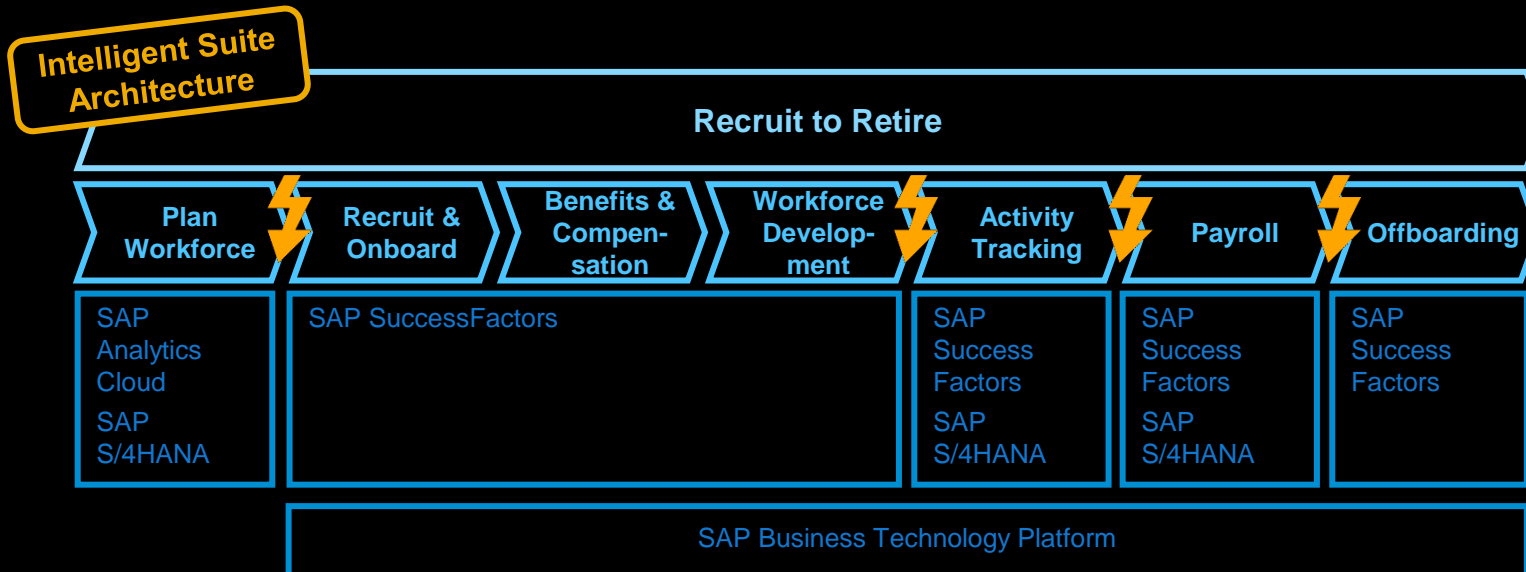 Intelligent Suite
Architecture
Recruit to Retire
Plan
Workforce
Recruit &
Onboard
Benefits &
Compen-
sation
Workforce
Develop-
ment
Activity
Tracking
Payroll
Offboarding
SAP
Analytics
Cloud
SAP
S/4HANA
SAP SuccessFactors
SAP
Success
Factors
SAP
S/4HANA
SAP
Success
Factors
SAP
S/4HANA
SAP
Success
Factors
SAP Business Technology Platform